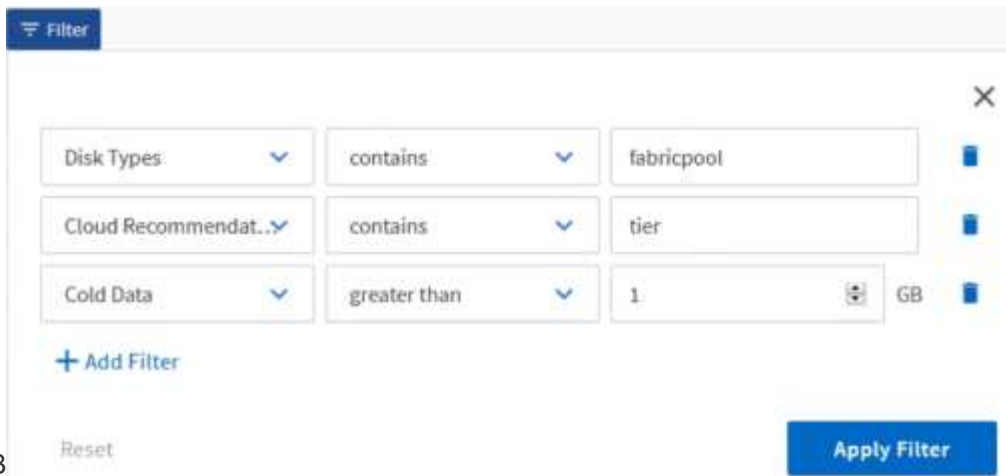 Filter
Disk Types contains fabricpool
Cloud Recommendat... contains tier
Cold Data greater than 1 GB
+ Add Filter
Reset Apply Filter